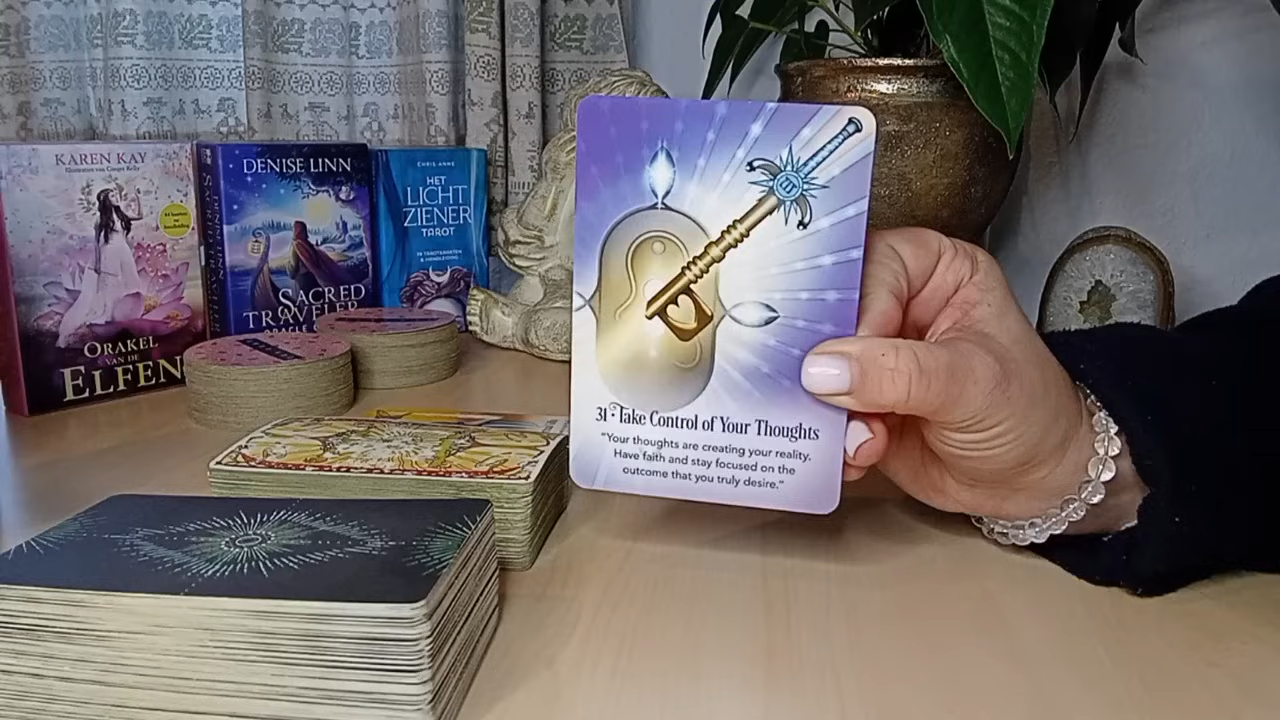 KAREN KAY
ORAKEL
VAN DE
ELFEN
DENISE LINN
SACRED
TRAVELER
ORACLE
CHRIS-ANNE
HET
LICHT
ZIENER
TAROT
31 • Take Control of Your Thoughts
"Your thoughts are creating your reality.
Have faith and stay focused on the
outcome that you truly desire."